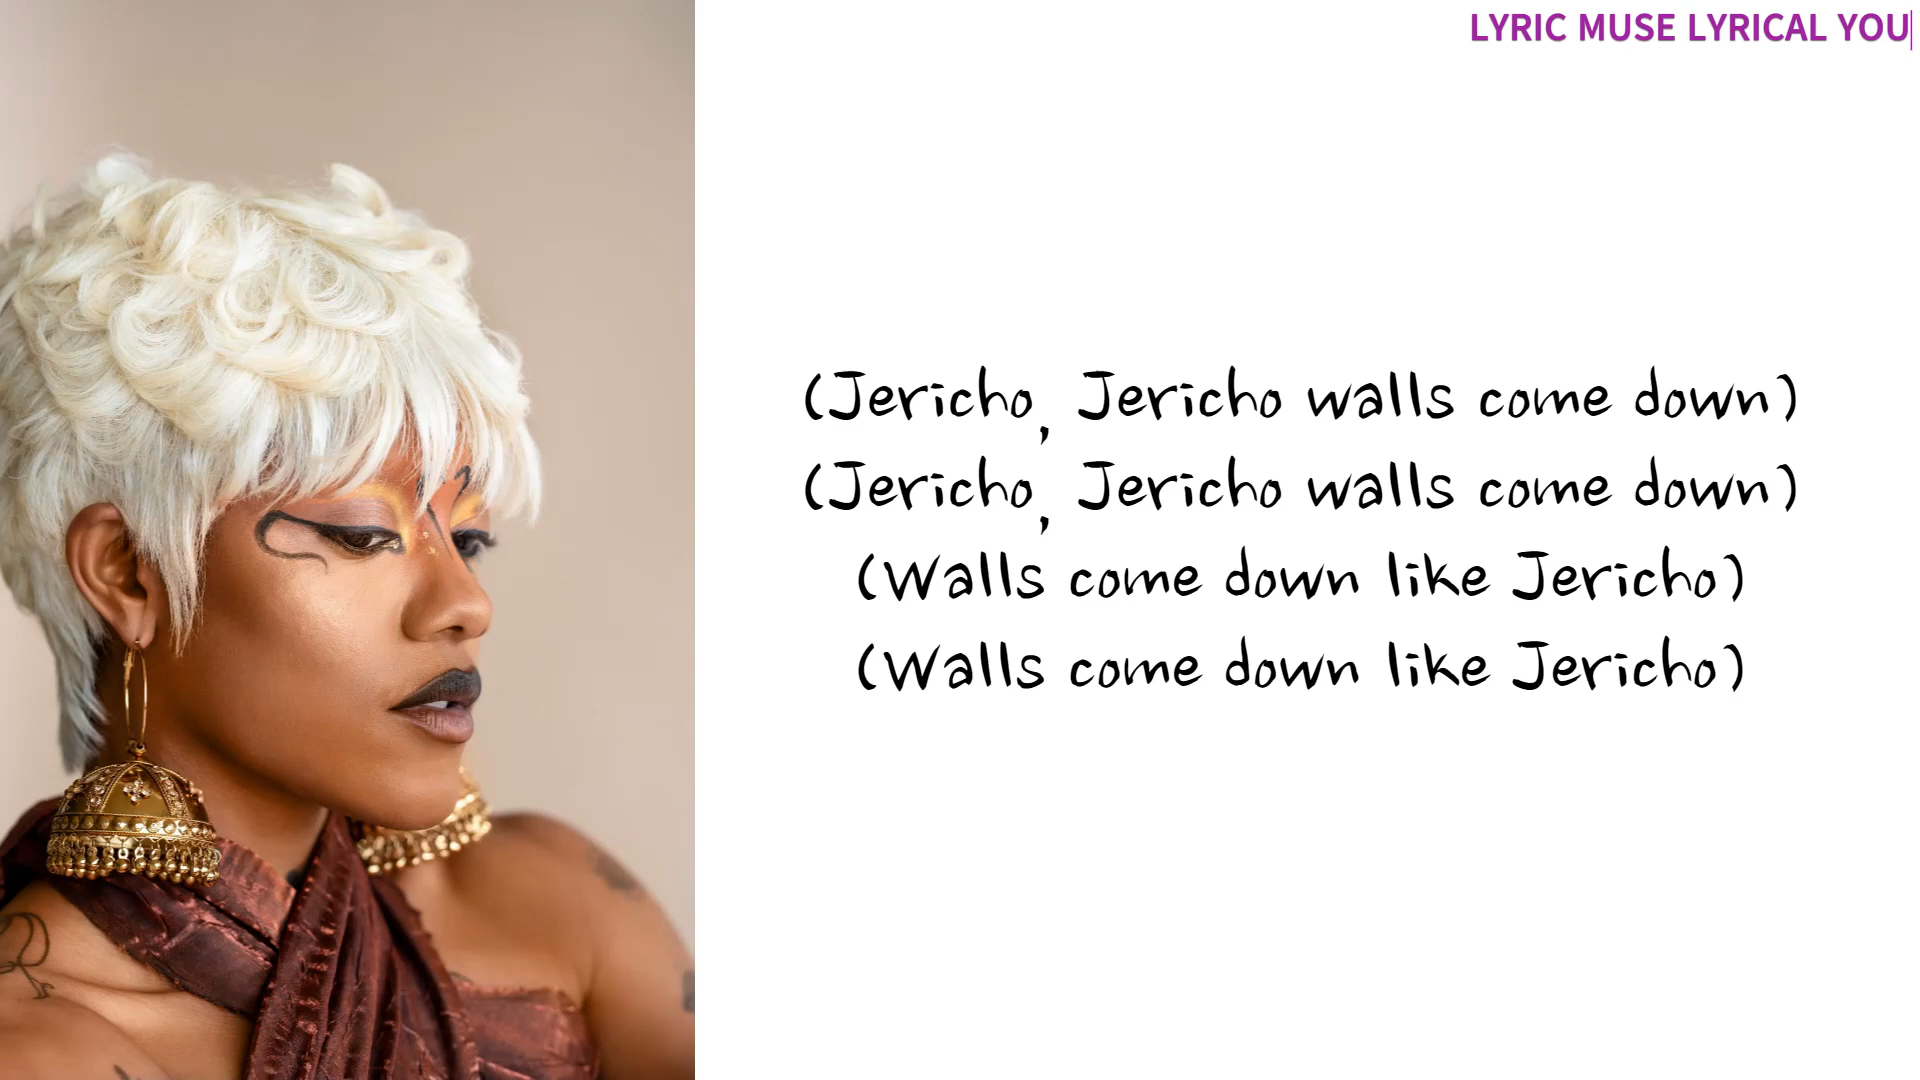 LYRIC MUSE LYRICAL YOU
(Jericho, Jericho walls come down)
(Jericho, Jericho walls come down)
(Walls come down like Jericho)
(Walls come down like Jericho)